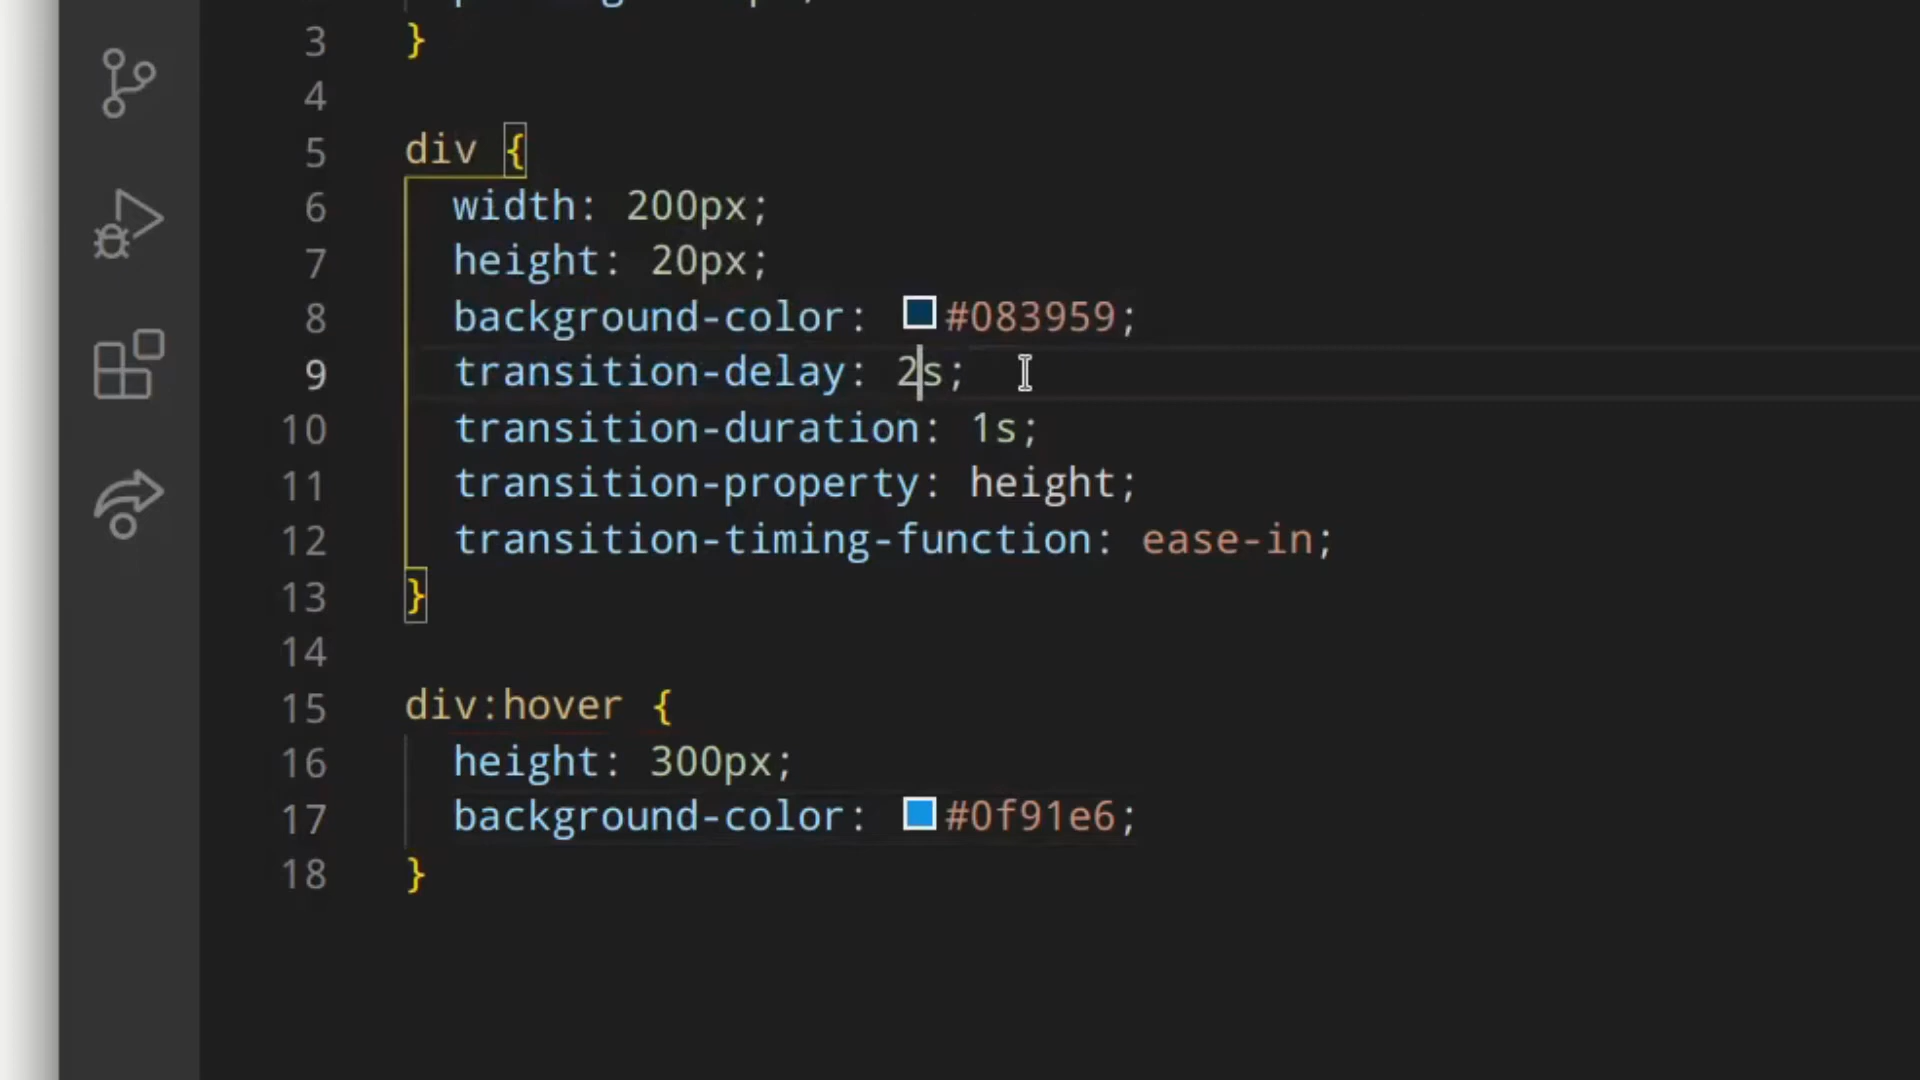 3 }
4
5 div {
6 width: 200px;
7 height: 20px;
8 background-color: #083959;
9 transition-delay: 2s;
10 transition-duration: 1s;
11 transition-property: height;
12 transition-timing-function: ease-in;
13 }
14
15 div:hover {
16 height: 300px;
17 background-color: #0f91e6;
18 }